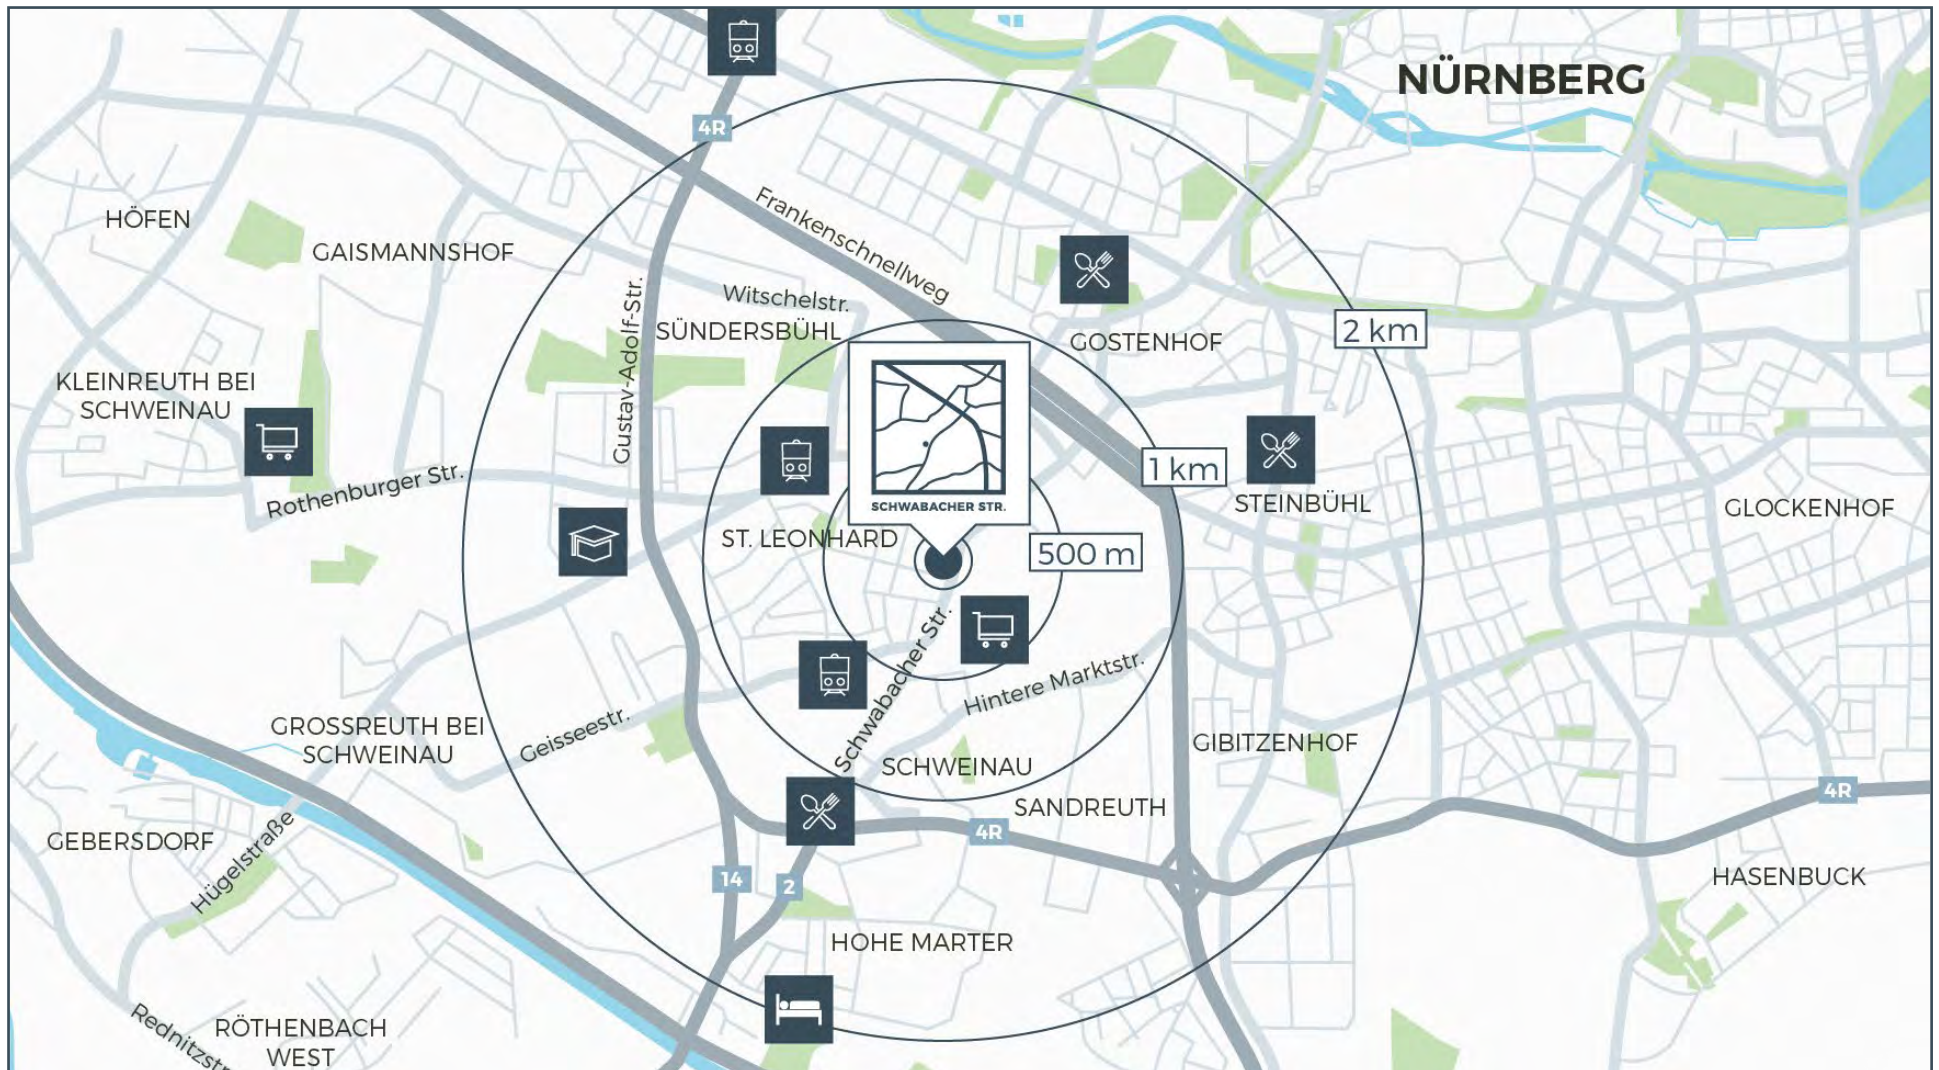 NÜRNBERG
4R
Frankenschnellweg
HÖFEN
GAISMANNSHOF
Gustav-Adolf-Str.
Witschelstr.
SÜNDERSBÜHL
2 km
GOSTENHOF
KLEINREUTH BEI
SCHWEINAU
1 km
Rothenburger Str.
STEINBÜHL
SCHWABACHER STR.
GLOCKENHOF
ST. LEONHARD
500 m
Schwabacher Str.
Hintere Marktstr.
GROSSREUTH BEI
SCHWEINAU
Geisseestr.
GIBITZENHOF
SCHWEINAU
4R
SANDREUTH
GEBERSDORF
Hügelstraße
4R
14
2
HASENBUCK
HOHE MARTER
Rednitzstr
RÖTHENBACH
WEST